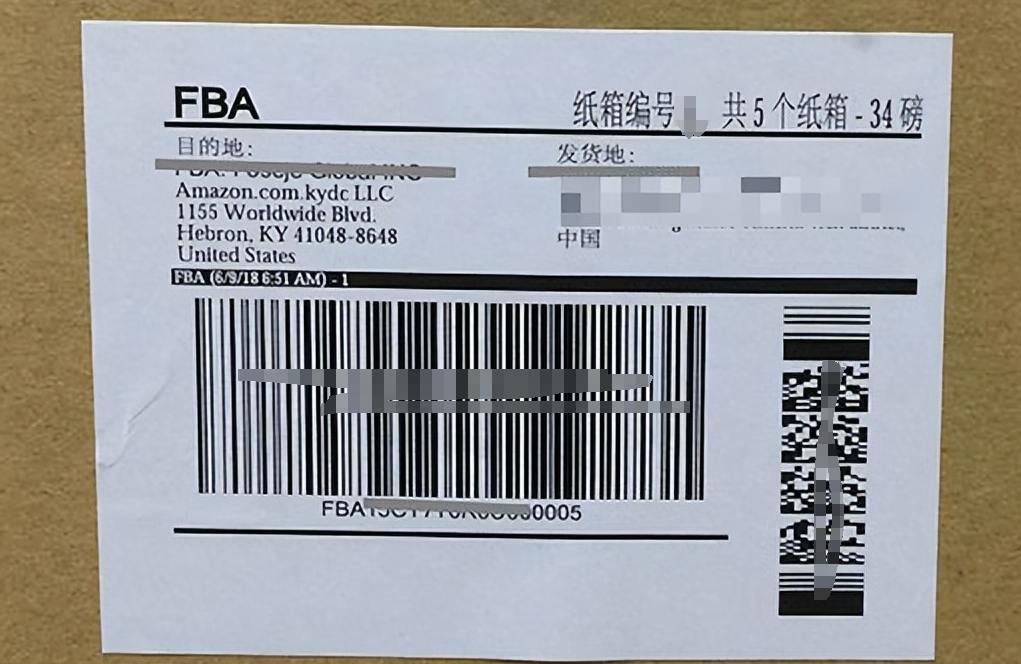 FBA
纸箱编号 共 5 个纸箱 - 34 磅
目的地:
Amazon.com.kydc LLC
1155 Worldwide Blvd.
Hebron, KY 41048-8648
United States
发货地:
中国
FBA (6/9/18 6:51 AM) - 1